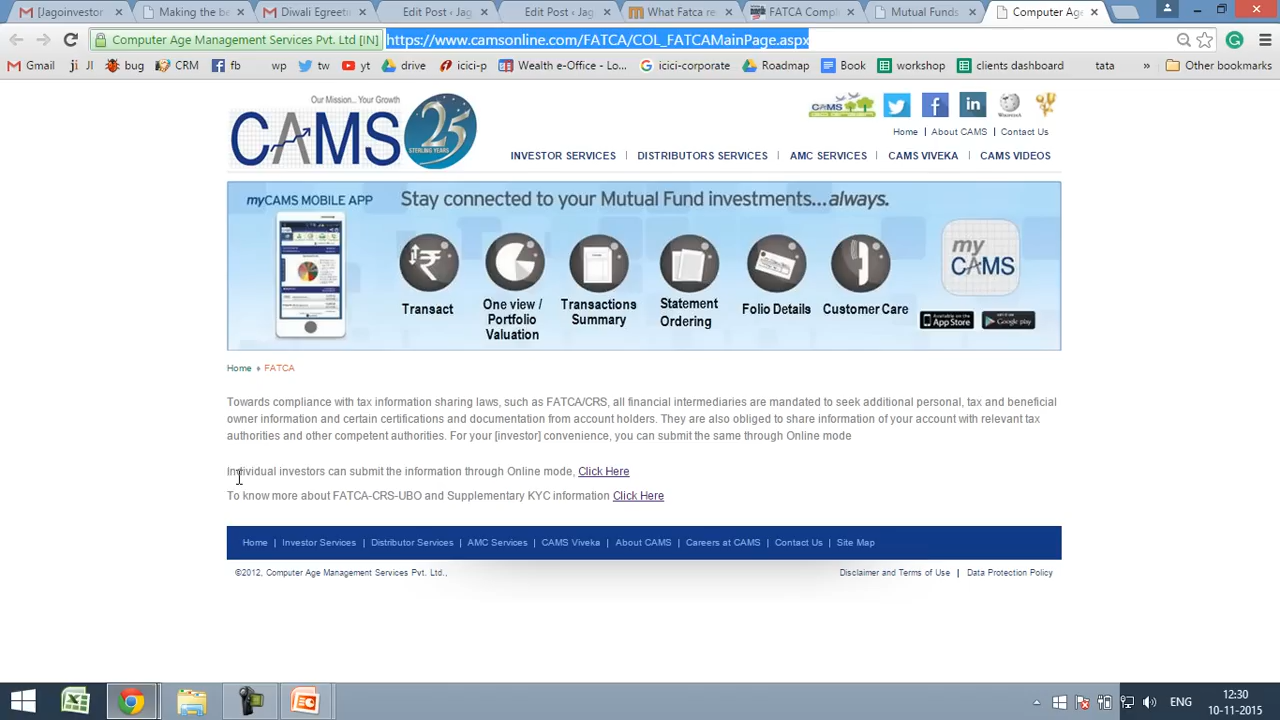 Jagoinvestor
Making the be
Diwali Egreetn
Edit Post ‹ Jag
Edit Post ‹ Jag
What Fatca re
FATCA Compl
Mutual Funds
Computer Age
Computer Age Management Services Pvt. Ltd [IN] https://www.camsonline.com/FATCA/COL_FATCAMainPage.aspx
Gmail ji bug CRM fb wp tw yt icici-p Wealth e-Office - Lo... icici-corporate Roadmap Book workshop clients dashboard tata »
Our Mission...Your Growth
CAMS 25
STERLING YEARS
CAMS
Home | About CAMS | Contact Us
INVESTOR SERVICES | DISTRIBUTORS SERVICES | AMC SERVICES | CAMS VIVEKA | CAMS VIDEOS
myCAMS MOBILE APP
Stay connected to your Mutual Fund investments...always.
Transact
One view /
Portfolio
Valuation
Transactions
Summary
Statement
Ordering
Folio Details
Customer Care
my
CAMS
App Store
Google play
Home ♦ FATCA
Towards compliance with tax information sharing laws, such as FATCA/CRS, all financial intermediaries are mandated to seek additional personal, tax and beneficial
owner information and certain certifications and documentation from account holders. They are also obliged to share information of your account with relevant tax
authorities and other competent authorities. For your [investor] convenience, you can submit the same through Online mode
Individual investors can submit the information through Online mode, Click Here
To know more about FATCA-CRS-UBO and Supplementary KYC information Click Here
Home | Investor Services | Distributor Services | AMC Services | CAMS Viveka | About CAMS | Careers at CAMS | Contact Us | Site Map
©2012, Computer Age Management Services Pvt. Ltd.,
Disclaimer and Terms of Use | Data Protection Policy
ENG
12:30
10-11-2015